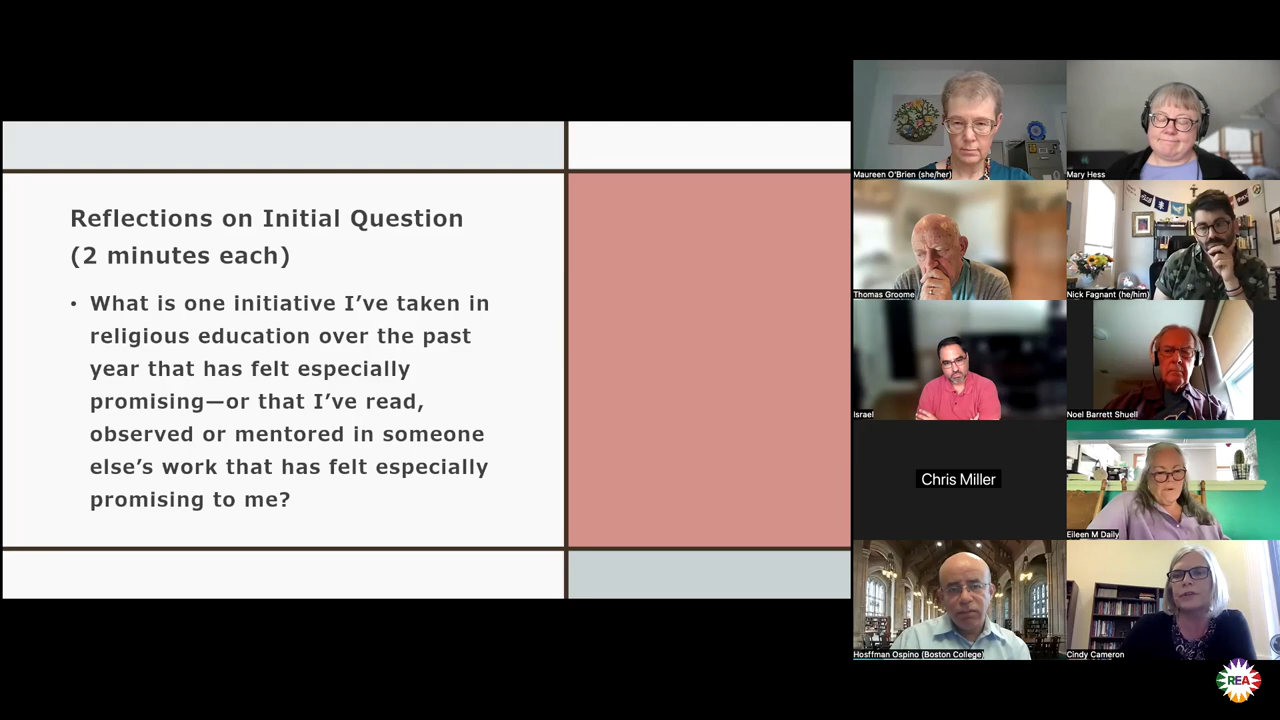 Reflections on Initial Question
(2 minutes each)
• What is one initiative I’ve taken in
religious education over the past
year that has felt especially
promising—or that I’ve read,
observed or mentored in someone
else’s work that has felt especially
promising to me?
Maureen O'Brien (she/her)
Mary Hess
Thomas Groome
Nick Fagnant (he/him)
Israel
Noel Barrett Shuell
Chris Miller
Eileen M Daily
Hosffman Ospino (Boston College)
Cindy Cameron
REA